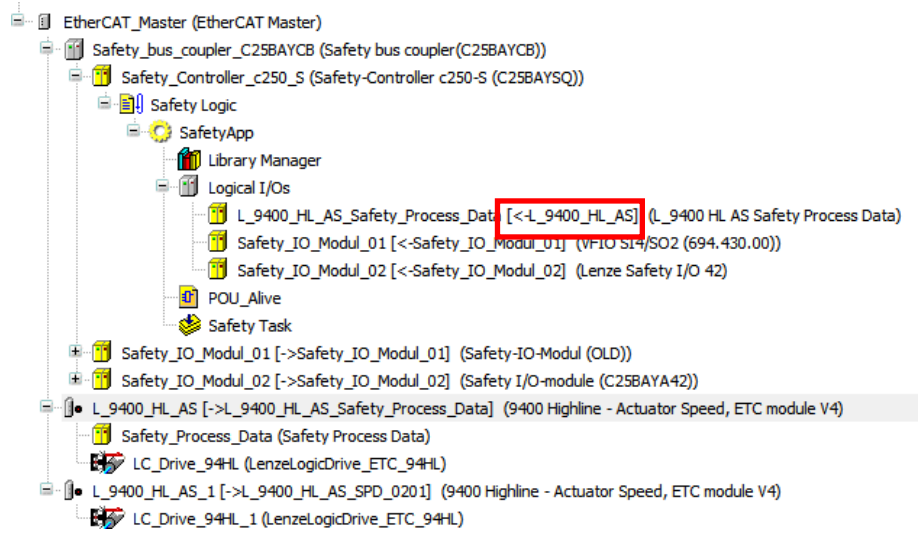 EtherCAT_Master (EtherCAT Master)
Safety_bus_coupler_C25BAYCB (Safety bus coupler(C25BAYCB))
Safety_Controller_c250_S (Safety-Controller c250-S (C25BAYSQ))
Safety Logic
SafetyApp
Library Manager
Logical I/Os
L_9400_HL_AS_Safety_Process_Data [<-L_9400_HL_AS] (L_9400 HL AS Safety Process Data)
Safety_IO_Modul_01 [<-Safety_IO_Modul_01] (VFIO SI4/SO2 (694.430.00))
Safety_IO_Modul_02 [<-Safety_IO_Modul_02] (Lenze Safety I/O 42)
POU_Alive
Safety Task
Safety_IO_Modul_01 [->Safety_IO_Modul_01] (Safety-IO-Modul (OLD))
Safety_IO_Modul_02 [->Safety_IO_Modul_02] (Safety I/O-module (C25BAYA42))
L_9400_HL_AS [->L_9400_HL_AS_Safety_Process_Data] (9400 Highline - Actuator Speed, ETC module V4)
Safety_Process_Data (Safety Process Data)
LC_Drive_94HL (LenzeLogicDrive_ETC_94HL)
L_9400_HL_AS_1 [->L_9400_HL_AS_SPD_0201] (9400 Highline - Actuator Speed, ETC module V4)
LC_Drive_94HL_1 (LenzeLogicDrive_ETC_94HL)